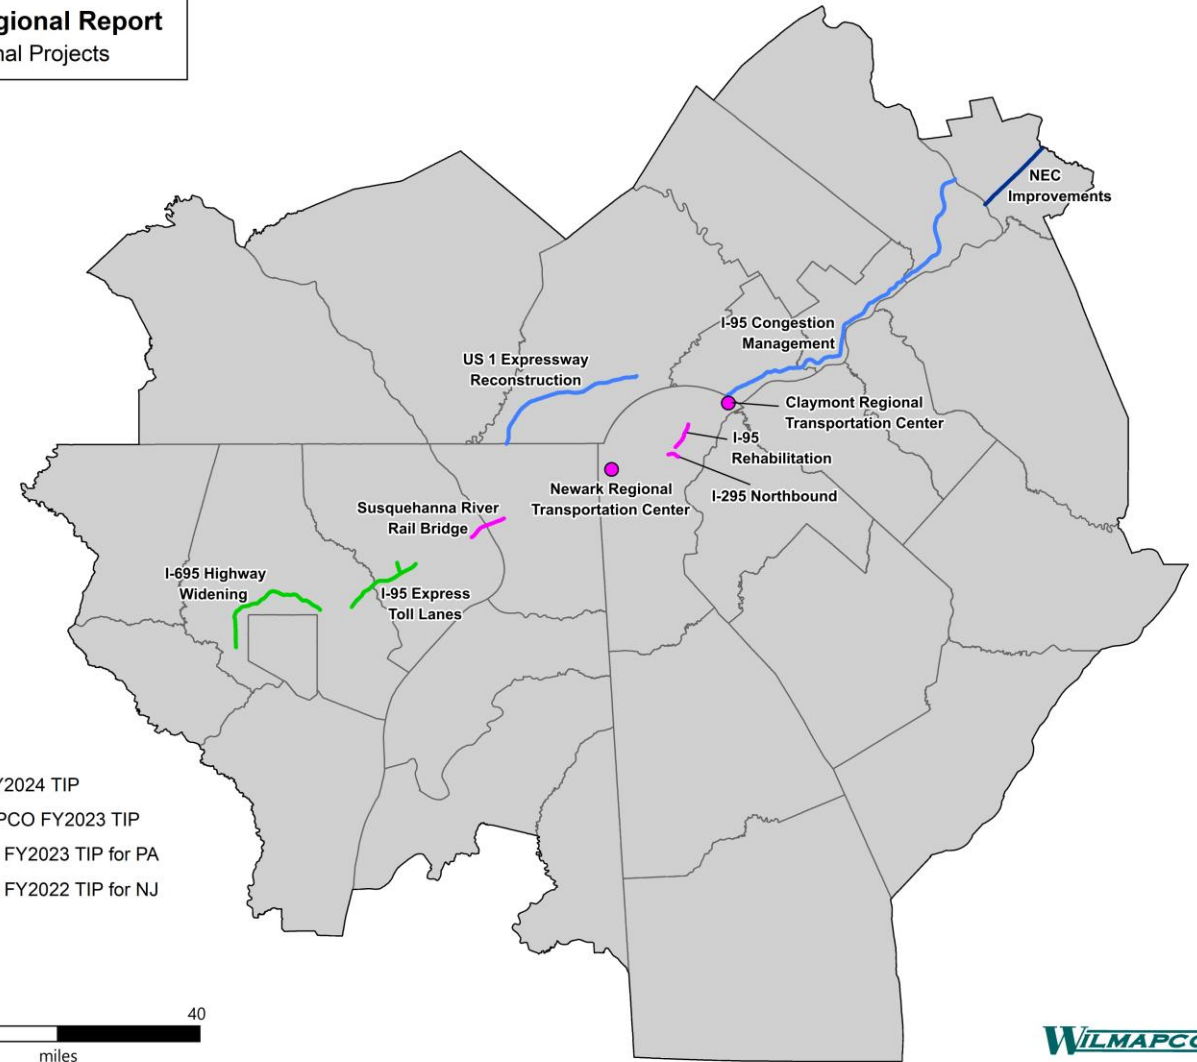 gional Report
nal Projects
NEC
Improvements
I-95 Congestion
Management
US 1 Expressway
Reconstruction
Claymont Regional
Transportation Center
I-95
Rehabilitation
Newark Regional
Transportation Center
I-295 Northbound
Susquehanna River
Rail Bridge
I-695 Highway
Widening
I-95 Express
Toll Lanes
Y2024 TIP
PCO FY2023 TIP
FY2023 TIP for PA
FY2022 TIP for NJ
40
miles
WILMAPCO